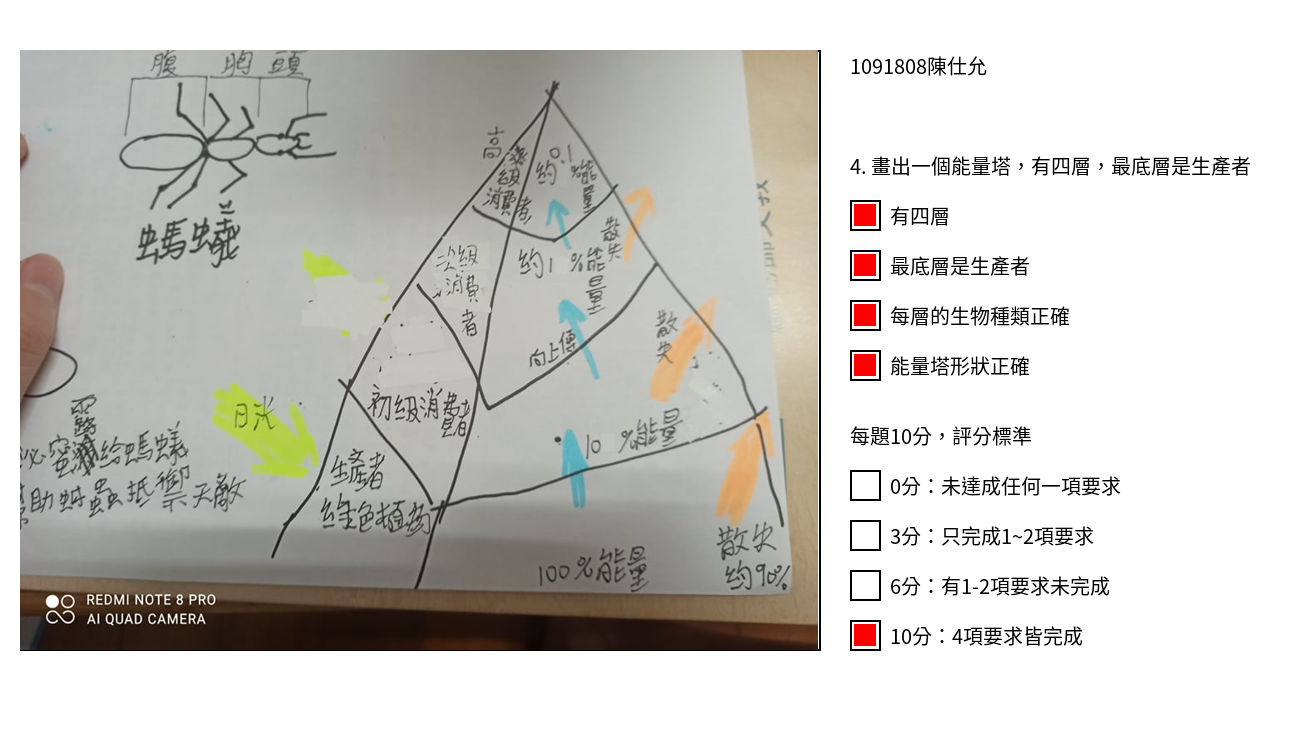 腹 胸 頭
螞蟻
日光
露
蜜
給螞蟻
助蚜蟲抵禦天敵
高級消費者
約0.1%能量
次級消費者
約1%能量
散失
向上傳
散失
初級消費者
10%能量
生產者
綠色植物
100%能量
散失
約90%
REDMI NOTE 8 PRO
AI QUAD CAMERA
1091808陳仕允
4. 畫出一個能量塔，有四層，最底層是生產者
有四層
最底層是生產者
每層的生物種類正確
能量塔形狀正確
每題10分，評分標準
0分：未達成任何一項要求
3分：只完成1~2項要求
6分：有1-2項要求未完成
10分：4項要求皆完成